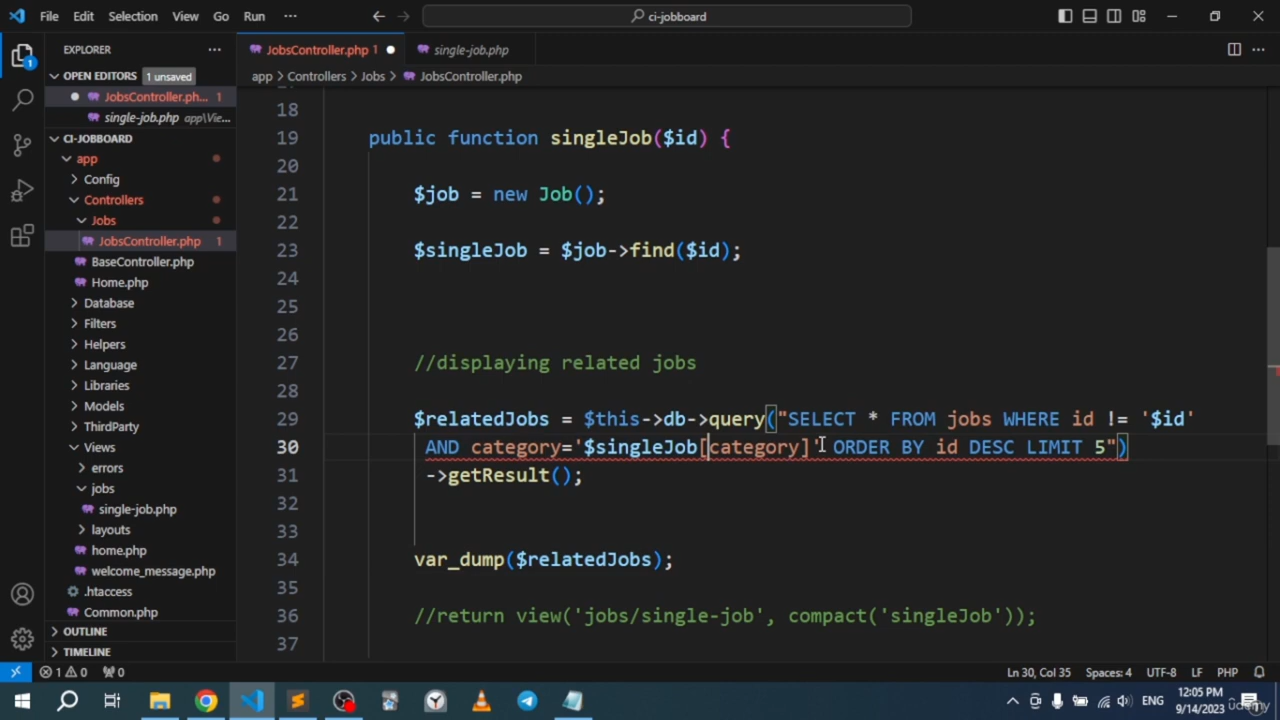 File Edit Selection View Go Run ··· ci-jobboard
EXPLORER ···
JobsController.php 1 single-job.php
OPEN EDITORS 1 unsaved
app > Controllers > Jobs > JobsController.php
JobsController.ph... 1
single-job.php app\Vie...
CI-JOBBOARD
app
Config
Controllers
Jobs
JobsController.php 1
BaseController.php
Home.php
Database
Filters
Helpers
Language
Libraries
Models
ThirdParty
Views
errors
jobs
single-job.php
layouts
home.php
welcome_message.php
.htaccess
Common.php
OUTLINE
TIMELINE
18
19 public function singleJob($id) {
20
21 $job = new Job();
22
23 $singleJob = $job->find($id);
24
25
26
27 //displaying related jobs
28
29 $relatedJobs = $this->db->query("SELECT * FROM jobs WHERE id != '$id'
30 AND category='$singleJob[category]' ORDER BY id DESC LIMIT 5")
31 ->getResult();
32
33
34 var_dump($relatedJobs);
35
36 //return view('jobs/single-job', compact('singleJob'));
37
1 0 0 Ln 30, Col 35 Spaces: 4 UTF-8 LF PHP
ENG 12:05 PM
9/14/2023
1
udemy